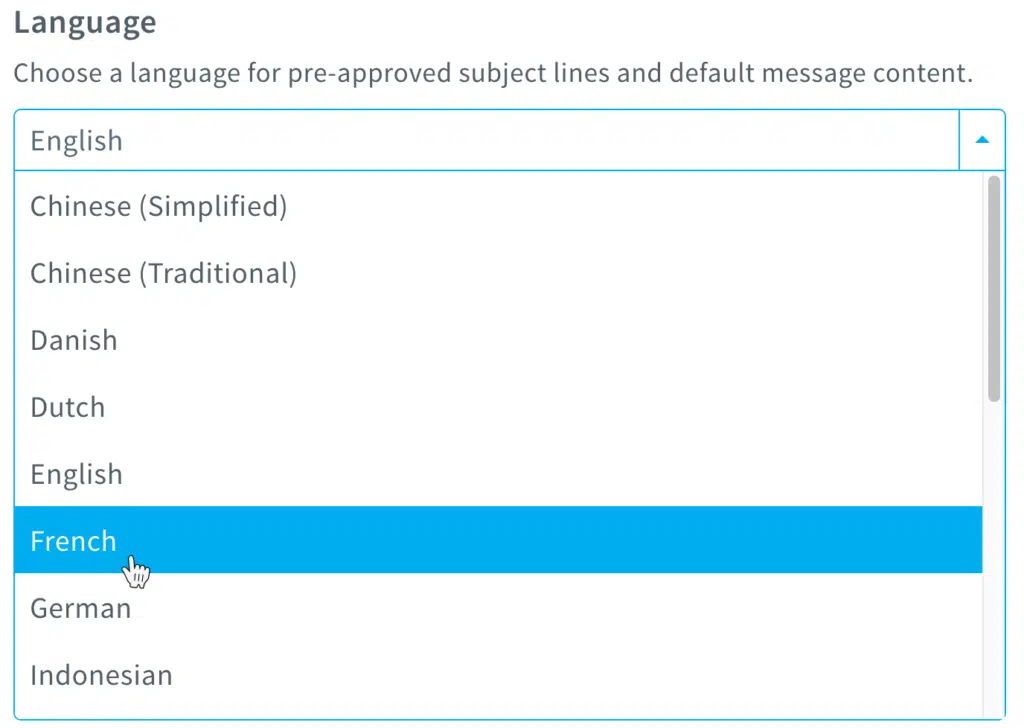 Language
Choose a language for pre-approved subject lines and default message content.
English
Chinese (Simplified)
Chinese (Traditional)
Danish
Dutch
English
French
German
Indonesian